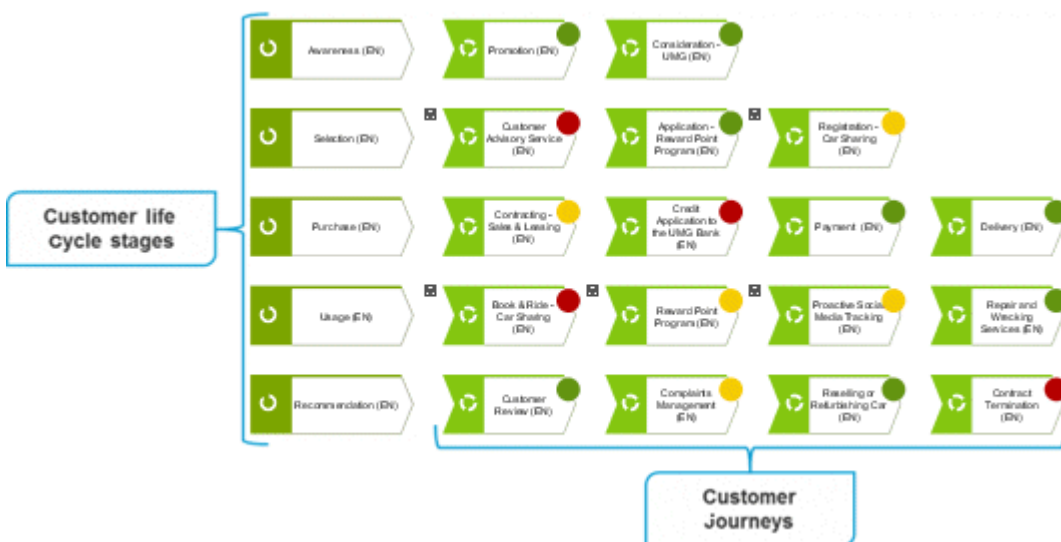 Awareness (EN)
Promotion (EN)
Consideration -
UMG (EN)
Selection (EN)
Customer
Advisory Service
(EN)
Application -
Reward Point
Program (EN)
Registration -
Car Sharing
(EN)
Customer life
Cycle stages
Purchase (EN)
Contracting -
Sales & Leasing
(EN)
Credit
Application to
the UMG Bank
(EN)
Payment (EN)
Delivery (EN)
Usage (EN)
Book & Ride -
Car Sharing
(EN)
Reward Point
Program (EN)
Proactive Social
Media Tracking
(EN)
Repair and
Wrecking
Services (EN)
Recommendation (EN)
Customer
Review (EN)
Complaints
Management
(EN)
Reselling or
Refurbishing Car
(EN)
Contract
Termination
(EN)
Customer
Journeys